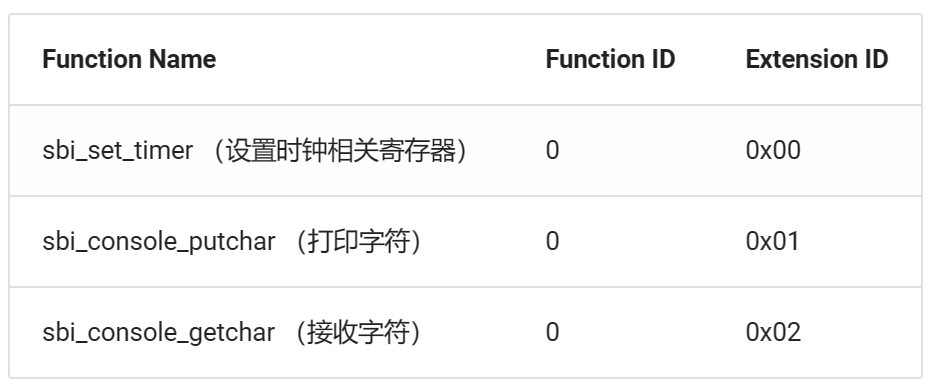 Function Name Function ID Extension ID
sbi_set_timer （设置时钟相关寄存器） 0 0x00
sbi_console_putchar （打印字符） 0 0x01
sbi_console_getchar （接收字符） 0 0x02